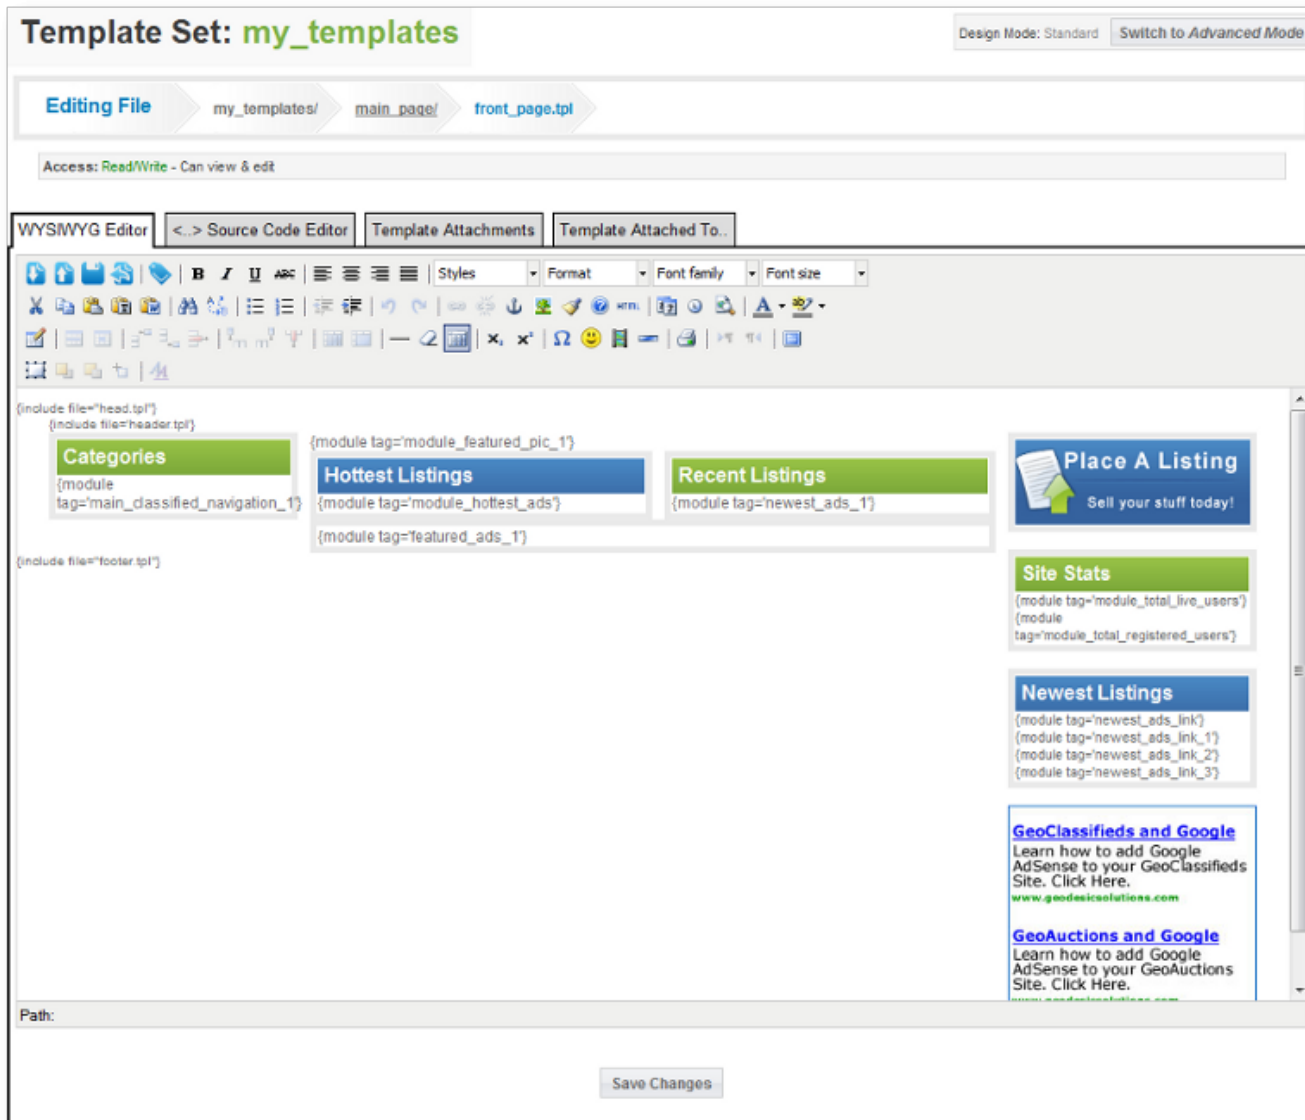 Template Set: my_templates
Design Mode: Standard
Switch to Advanced Mode
Editing File
my_templates/
main_page/
front_page.tpl
Access: Read/Write - Can view & edit
WYSIWYG Editor
<..> Source Code Editor
Template Attachments
Template Attached To..
B I U ABC
Styles
Format
Font family
Font size
HTML
A
ab
{include file="head.tpl"}
{include file='header.tpl'}
Categories
{module
tag='main_classified_navigation_1'}
{module tag='module_featured_pic_1'}
Hottest Listings
{module tag='module_hottest_ads'}
Recent Listings
{module tag='newest_ads_1'}
{module tag='featured_ads_1'}
{include file="footer.tpl"}
Place A Listing
Sell your stuff today!
Site Stats
{module tag='module_total_live_users'}
{module
tag='module_total_registered_users'}
Newest Listings
{module tag='newest_ads_link'}
{module tag='newest_ads_link_1'}
{module tag='newest_ads_link_2'}
{module tag='newest_ads_link_3'}
GeoClassifieds and Google
Learn how to add Google
AdSense to your GeoClassifieds
Site. Click Here.
www.geodesicsolutions.com
GeoAuctions and Google
Learn how to add Google
AdSense to your GeoAuctions
Site. Click Here.
www.geodesicsolutions.com
Path:
Save Changes